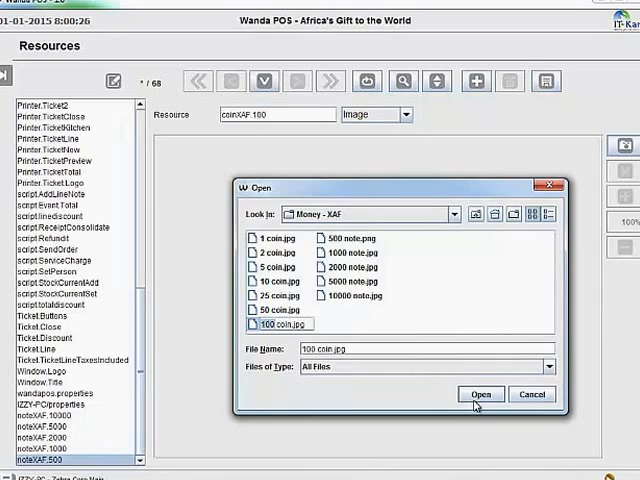 Wanda POS - 2.0
01-01-2015 8:00:26
Wanda POS - Africa's Gift to the World
IT-Kam
Resources
* / 68
Printer.Ticket2
Printer.TicketClose
Printer.TicketKitchen
Printer.TicketLine
Printer.TicketNew
Printer.TicketPreview
Printer.TicketTotal
Printer.Ticket.Logo
script.AddLineNote
script.Event.Total
script.linediscount
script.ReceiptConsolidate
script.Refundit
script.SendOrder
script.ServiceCharge
script.SetPerson
script.StockCurrentAdd
script.StockCurrentSet
script.totaldiscount
Ticket.Buttons
Ticket.Close
Ticket.Discount
Ticket.Line
Ticket.TicketLineTaxesIncluded
Window.Logo
Window.Title
wandapos.properties
IZZY-PC/properties
noteXAF.10000
noteXAF.5000
noteXAF.2000
noteXAF.1000
noteXAF.500
Resource
coinXAF.100
Image
100%
Open
Look In:
Money - XAF
1 coin.jpg
2 coin.jpg
5 coin.jpg
10 coin.jpg
25 coin.jpg
50 coin.jpg
100 coin.jpg
500 note.png
1000 note.jpg
2000 note.jpg
5000 note.jpg
10000 note.jpg
File Name:
100 coin.jpg
Files of Type:
All Files
Open
Cancel